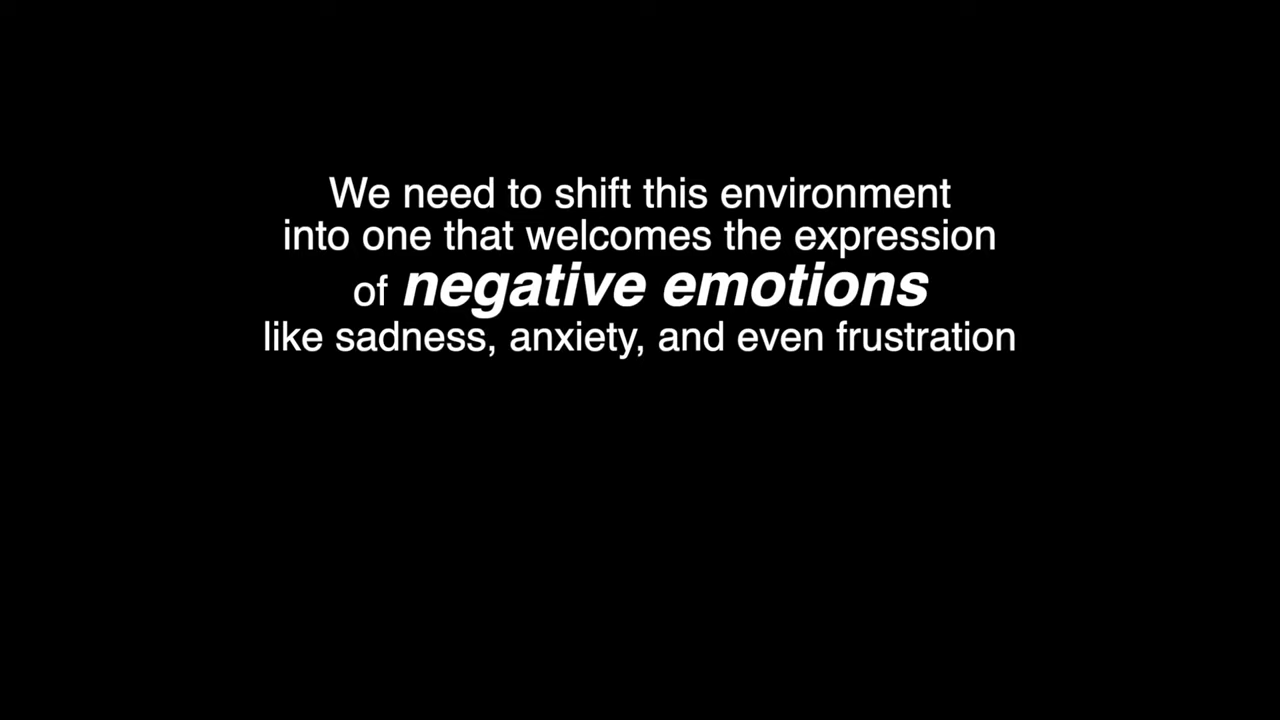 We need to shift this environment
into one that welcomes the expression
of negative emotions
like sadness, anxiety, and even frustration